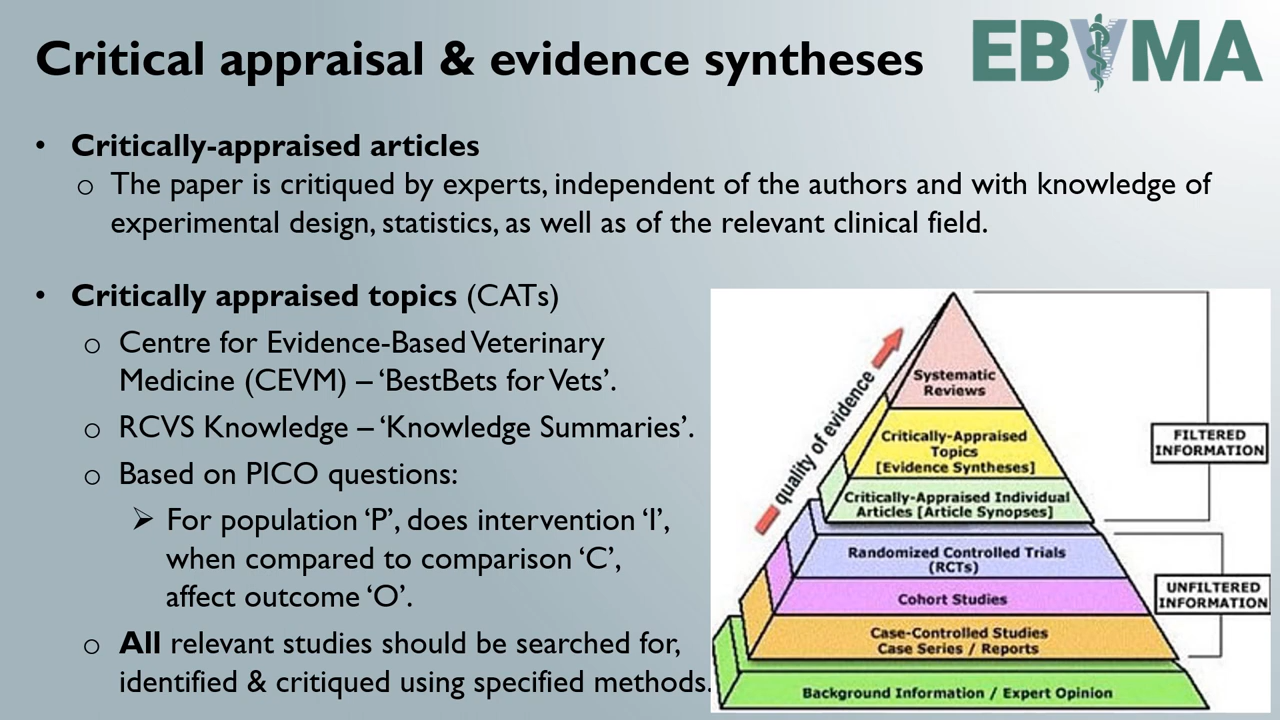 Critical appraisal & evidence syntheses
EBVMA
• Critically-appraised articles
o The paper is critiqued by experts, independent of the authors and with knowledge of
experimental design, statistics, as well as of the relevant clinical field.
• Critically appraised topics (CATs)
o Centre for Evidence-Based Veterinary
Medicine (CEVM) – ‘BestBets for Vets’.
o RCVS Knowledge – ‘Knowledge Summaries’.
o Based on PICO questions:
➢ For population ‘P’, does intervention ‘I’,
when compared to comparison ‘C’,
affect outcome ‘O’.
o All relevant studies should be searched for,
identified & critiqued using specified methods.
quality of evidence
Systematic
Reviews
Critically-Appraised
Topics
[Evidence Syntheses]
Critically-Appraised Individual
Articles [Article Synopses]
Randomized Controlled Trials
(RCTs)
Cohort Studies
Case-Controlled Studies
Case Series / Reports
Background Information / Expert Opinion
FILTERED
INFORMATION
UNFILTERED
INFORMATION